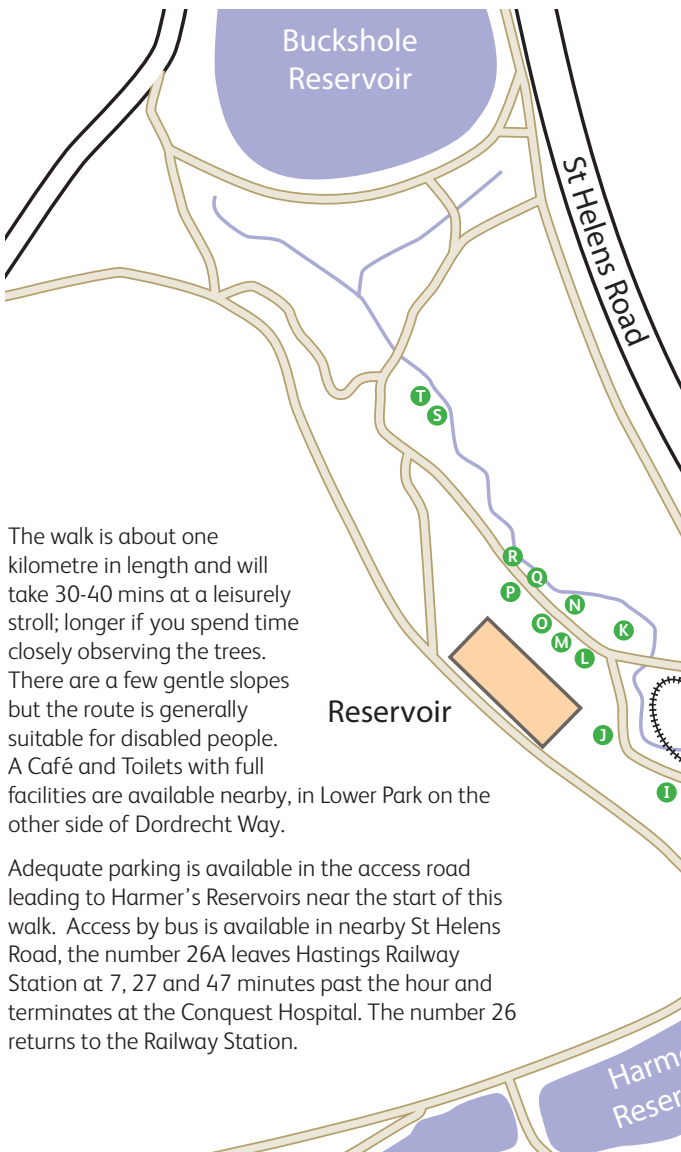 Buckshole
Reservoir
St Helens Road
T
S
R
Q
P
N
O
K
M
L
J
I
The walk is about one
kilometre in length and will
take 30-40 mins at a leisurely
stroll; longer if you spend time
closely observing the trees.
There are a few gentle slopes
but the route is generally
suitable for disabled people.
A Café and Toilets with full
facilities are available nearby, in Lower Park on the
other side of Dordrecht Way.
Reservoir
Adequate parking is available in the access road
leading to Harmer’s Reservoirs near the start of this
walk.  Access by bus is available in nearby St Helens
Road, the number 26A leaves Hastings Railway
Station at 7, 27 and 47 minutes past the hour and
terminates at the Conquest Hospital. The number 26
returns to the Railway Station.
Harme
Reser